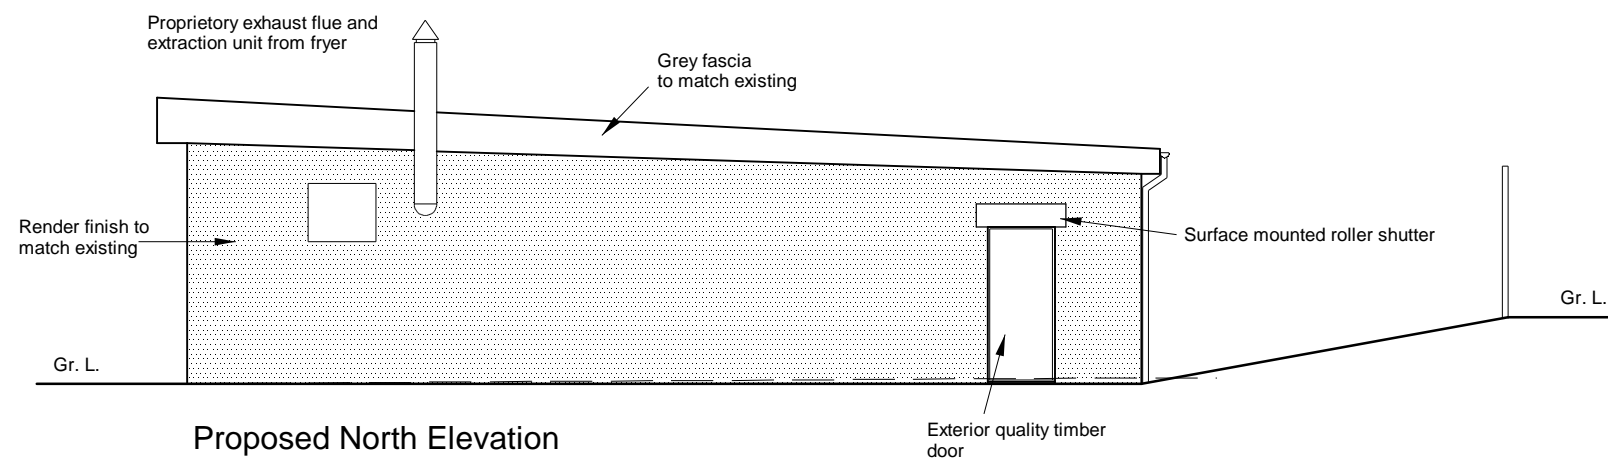 Proprietory exhaust flue and
extraction unit from fryer
Grey fascia
to match existing
Render finish to
match existing
Surface mounted roller shutter
Gr. L.
Gr. L.
Exterior quality timber
door
Proposed North Elevation